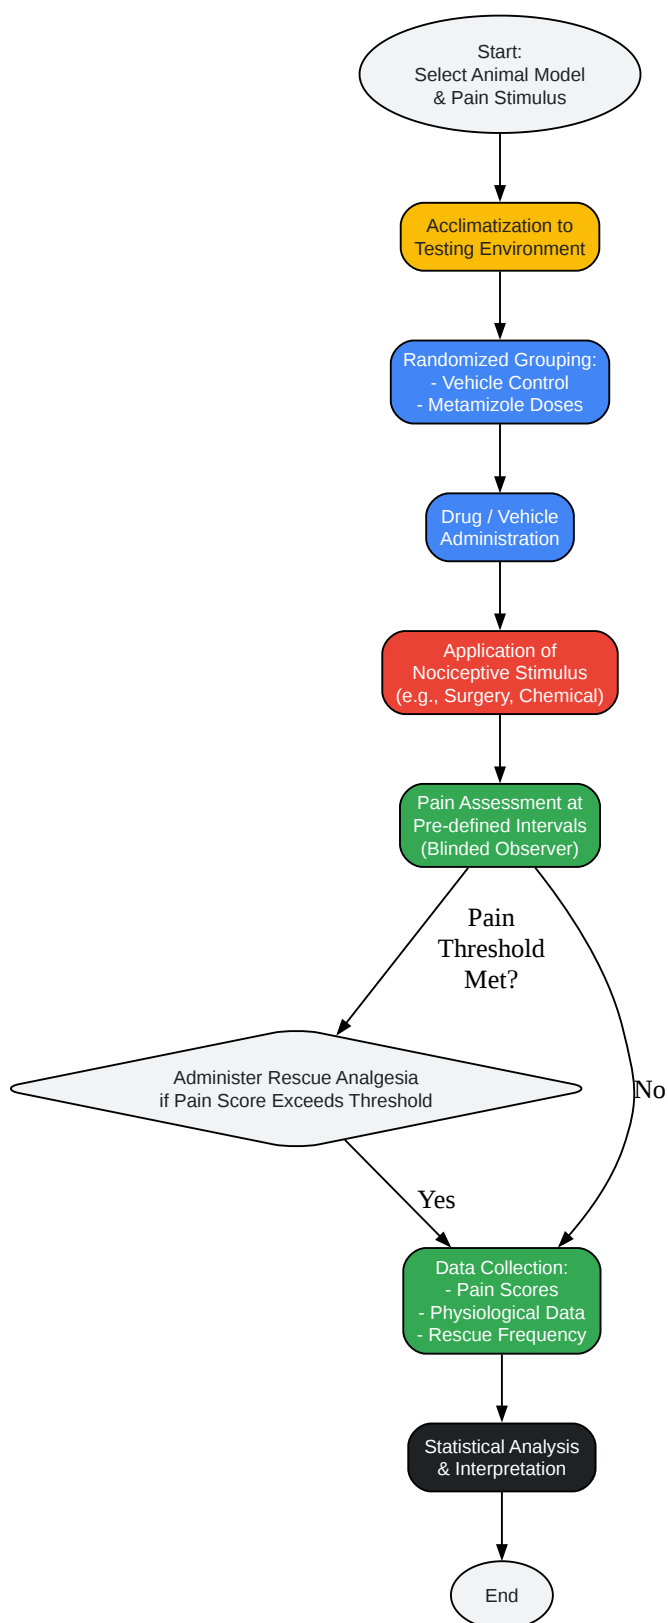 Start:
Select Animal Model
& Pain Stimulus
Acclimatization to
Testing Environment
Randomized Grouping:
- Vehicle Control
- Metamizole Doses
Drug / Vehicle
Administration
Application of
Nociceptive Stimulus
(e.g., Surgery, Chemical)
Pain Assessment at
Pre-defined Intervals
(Blinded Observer)
Pain
Threshold
Met?
Administer Rescue Analgesia
if Pain Score Exceeds Threshold
No
Yes
Data Collection:
- Pain Scores
- Physiological Data
- Rescue Frequency
Statistical Analysis
& Interpretation
End